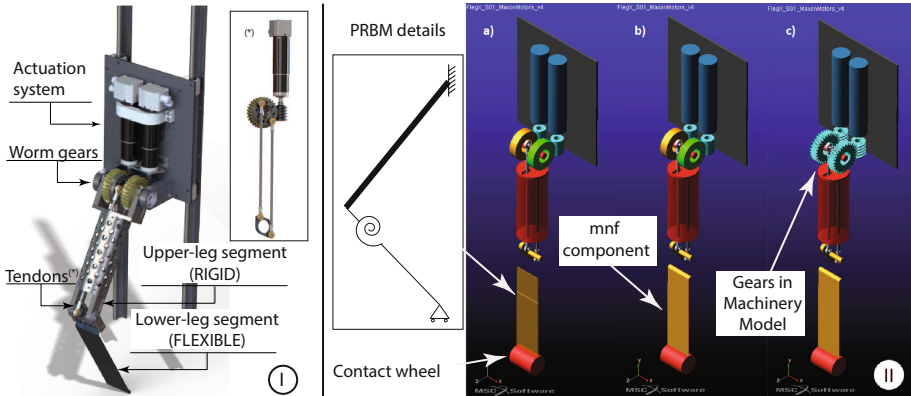 Actuation
system
Worm gears
Tendons(*)
(*)
Upper-leg segment
(RIGID)
Lower-leg segment
(FLEXIBLE)
I
PRBM details
Contact wheel
FlegX_S01_MaxonMotors_v4
a)
FlegX_S01_MaxonMotors_v4
b)
FlegX_S01_MaxonMotors_v4
c)
mnf
component
Gears in
Machinery
Model
y
z
x
MSC Software
y
z
x
MSC Software
y
z
x
MSC Software
II